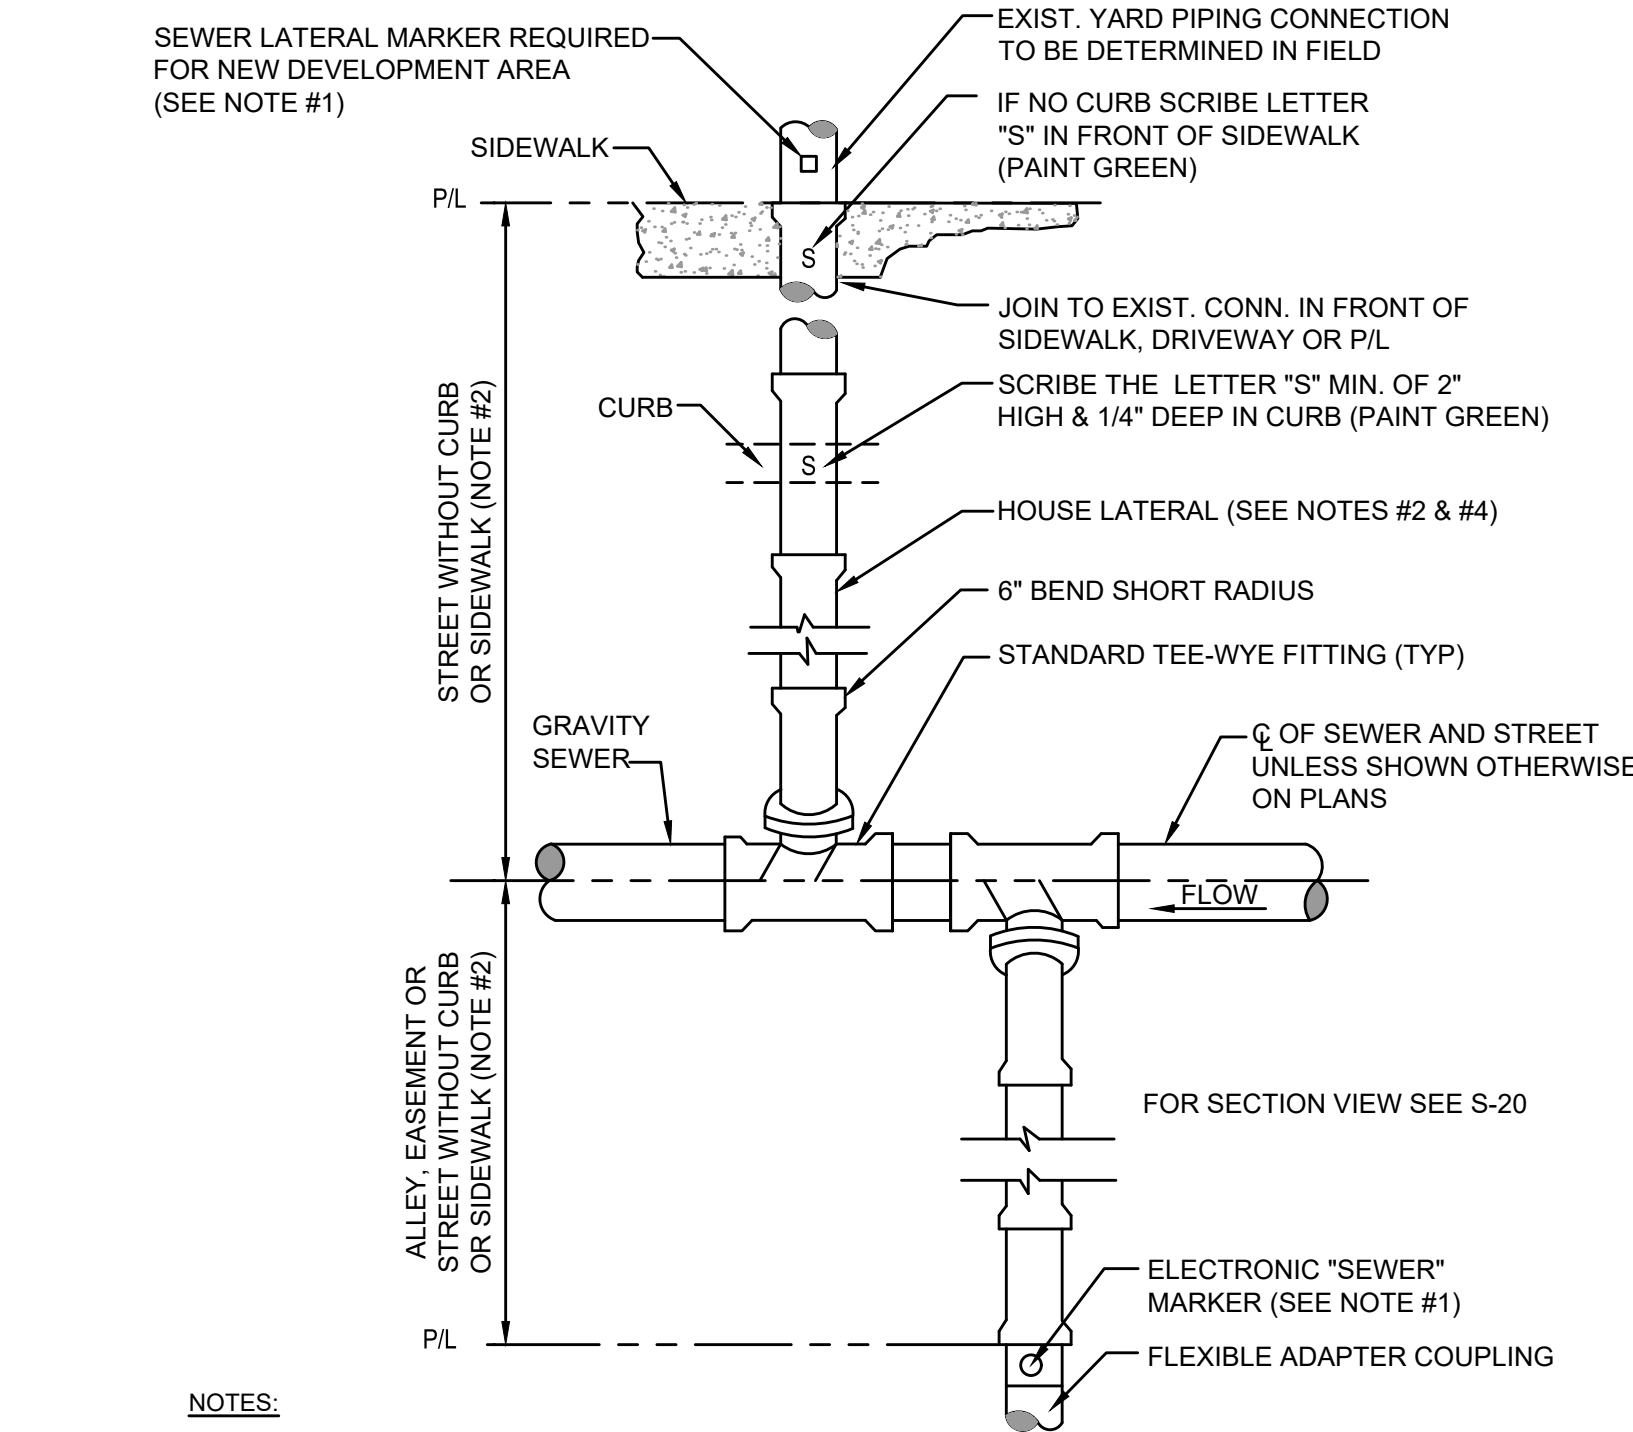 SEWER LATERAL MARKER REQUIRED
FOR NEW DEVELOPMENT AREA
(SEE NOTE #1)
EXIST. YARD PIPING CONNECTION
TO BE DETERMINED IN FIELD
IF NO CURB SCRIBE LETTER
"S" IN FRONT OF SIDEWALK
(PAINT GREEN)
SIDEWALK
P/L
S
JOIN TO EXIST. CONN. IN FRONT OF
SIDEWALK, DRIVEWAY OR P/L
SCRIBE THE LETTER "S" MIN. OF 2"
HIGH & 1/4" DEEP IN CURB (PAINT GREEN)
CURB
S
STREET WITHOUT CURB
OR SIDEWALK (NOTE #2)
HOUSE LATERAL (SEE NOTES #2 & #4)
6" BEND SHORT RADIUS
STANDARD TEE-WYE FITTING (TYP)
GRAVITY
SEWER
℄ OF SEWER AND STREET
UNLESS SHOWN OTHERWISE
ON PLANS
FLOW
ALLEY, EASEMENT OR
STREET WITHOUT CURB
OR SIDEWALK (NOTE #2)
FOR SECTION VIEW SEE S-20
ELECTRONIC "SEWER"
MARKER (SEE NOTE #1)
P/L
FLEXIBLE ADAPTER COUPLING
NOTES: